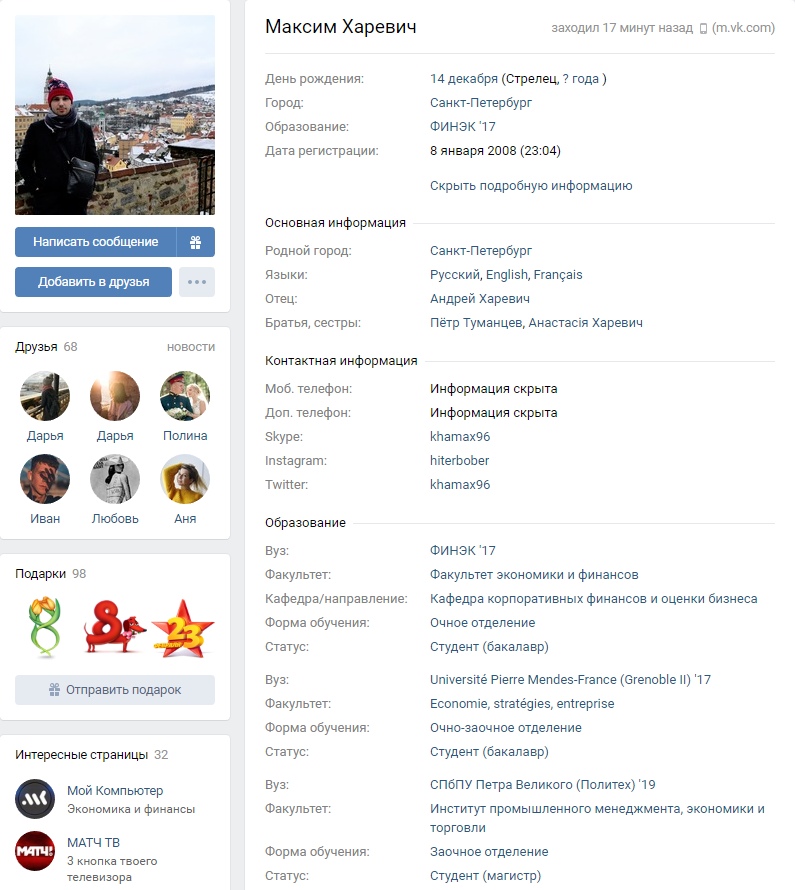 Максим Харевич
заходил 17 минут назад (m.vk.com)
День рождения: 14 декабря (Стрелец, ? года )
Город: Санкт-Петербург
Образование: ФИНЭК '17
Дата регистрации: 8 января 2008 (23:04)
Скрыть подробную информацию
Основная информация
Родной город: Санкт-Петербург
Языки: Русский, English, Français
Отец: Андрей Харевич
Братья, сестры: Пётр Туманцев, Анастасія Харевич
Контактная информация
Моб. телефон: Информация скрыта
Доп. телефон: Информация скрыта
Skype: khamax96
Instagram: hiterbober
Twitter: khamax96
Образование
Вуз: ФИНЭК '17
Факультет: Факультет экономики и финансов
Кафедра/направление: Кафедра корпоративных финансов и оценки бизнеса
Форма обучения: Очное отделение
Статус: Студент (бакалавр)
Вуз: Université Pierre Mendes-France (Grenoble II) '17
Факультет: Economie, stratégies, entreprise
Форма обучения: Очно-заочное отделение
Статус: Студент (бакалавр)
Вуз: СПбПУ Петра Великого (Политех) '19
Факультет: Институт промышленного менеджмента, экономики и
торговли
Форма обучения: Заочное отделение
Статус: Студент (магистр)
Написать сообщение
Добавить в друзья
Друзья 68 новости
Дарья Дарья Полина
Иван Любовь Аня
Подарки 98
8 23
февраля
Отправить подарок
Интересные страницы 32
Мой Компьютер
Экономика и финансы
МАТЧ!
МАТЧ ТВ
3 кнопка твоего
телевизора